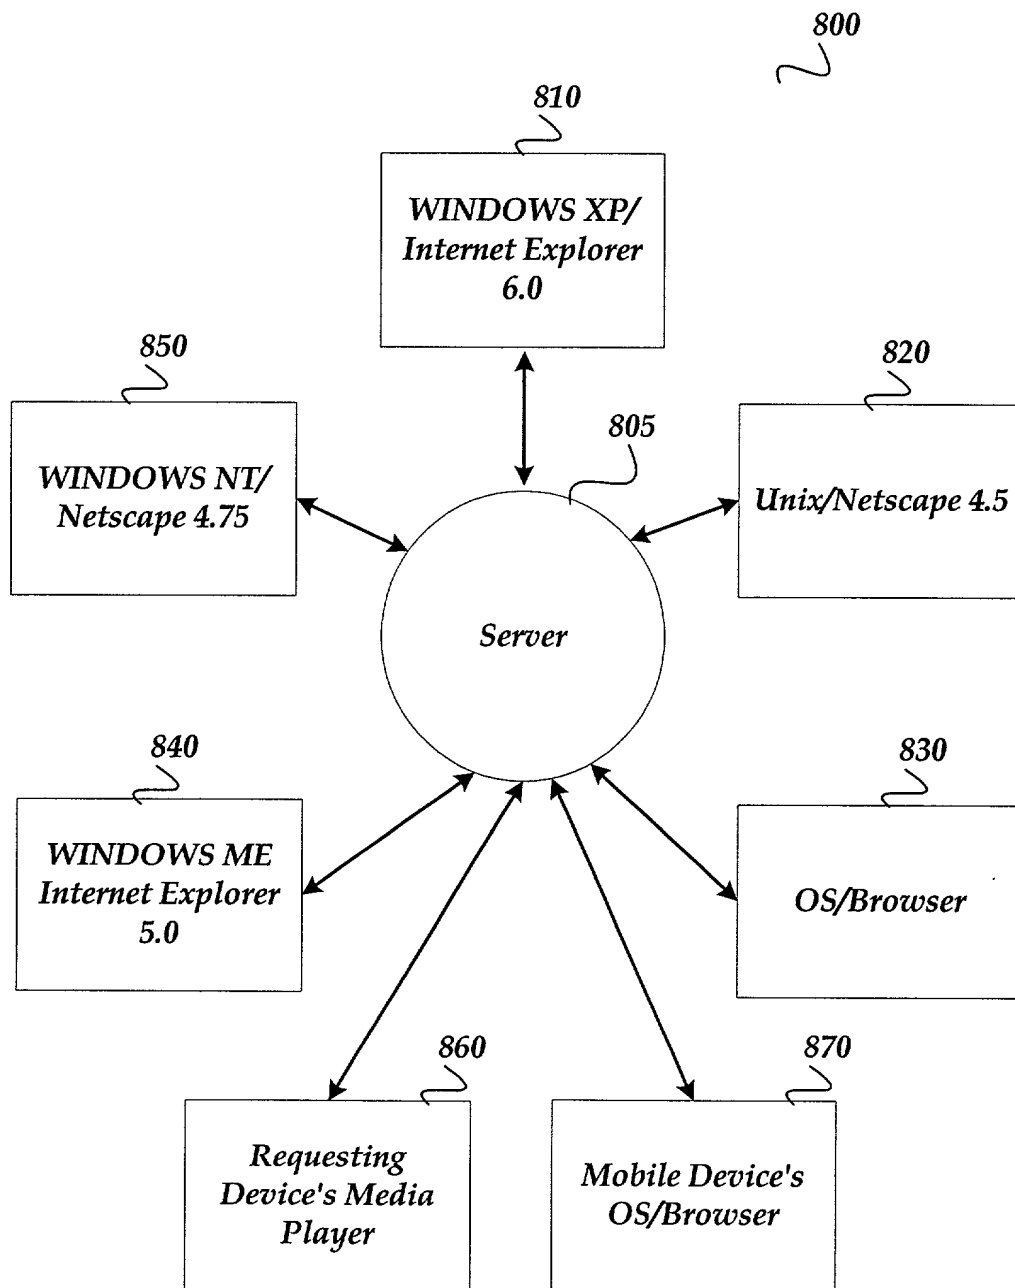 800
810
WINDOWS XP/
Internet Explorer
6.0
850
820
WINDOWS NT/
Netscape 4.75
805
Unix/Netscape 4.5
Server
840
830
WINDOWS ME
Internet Explorer
5.0
OS/Browser
860
870
Requesting
Device's Media
Player
Mobile Device's
OS/Browser